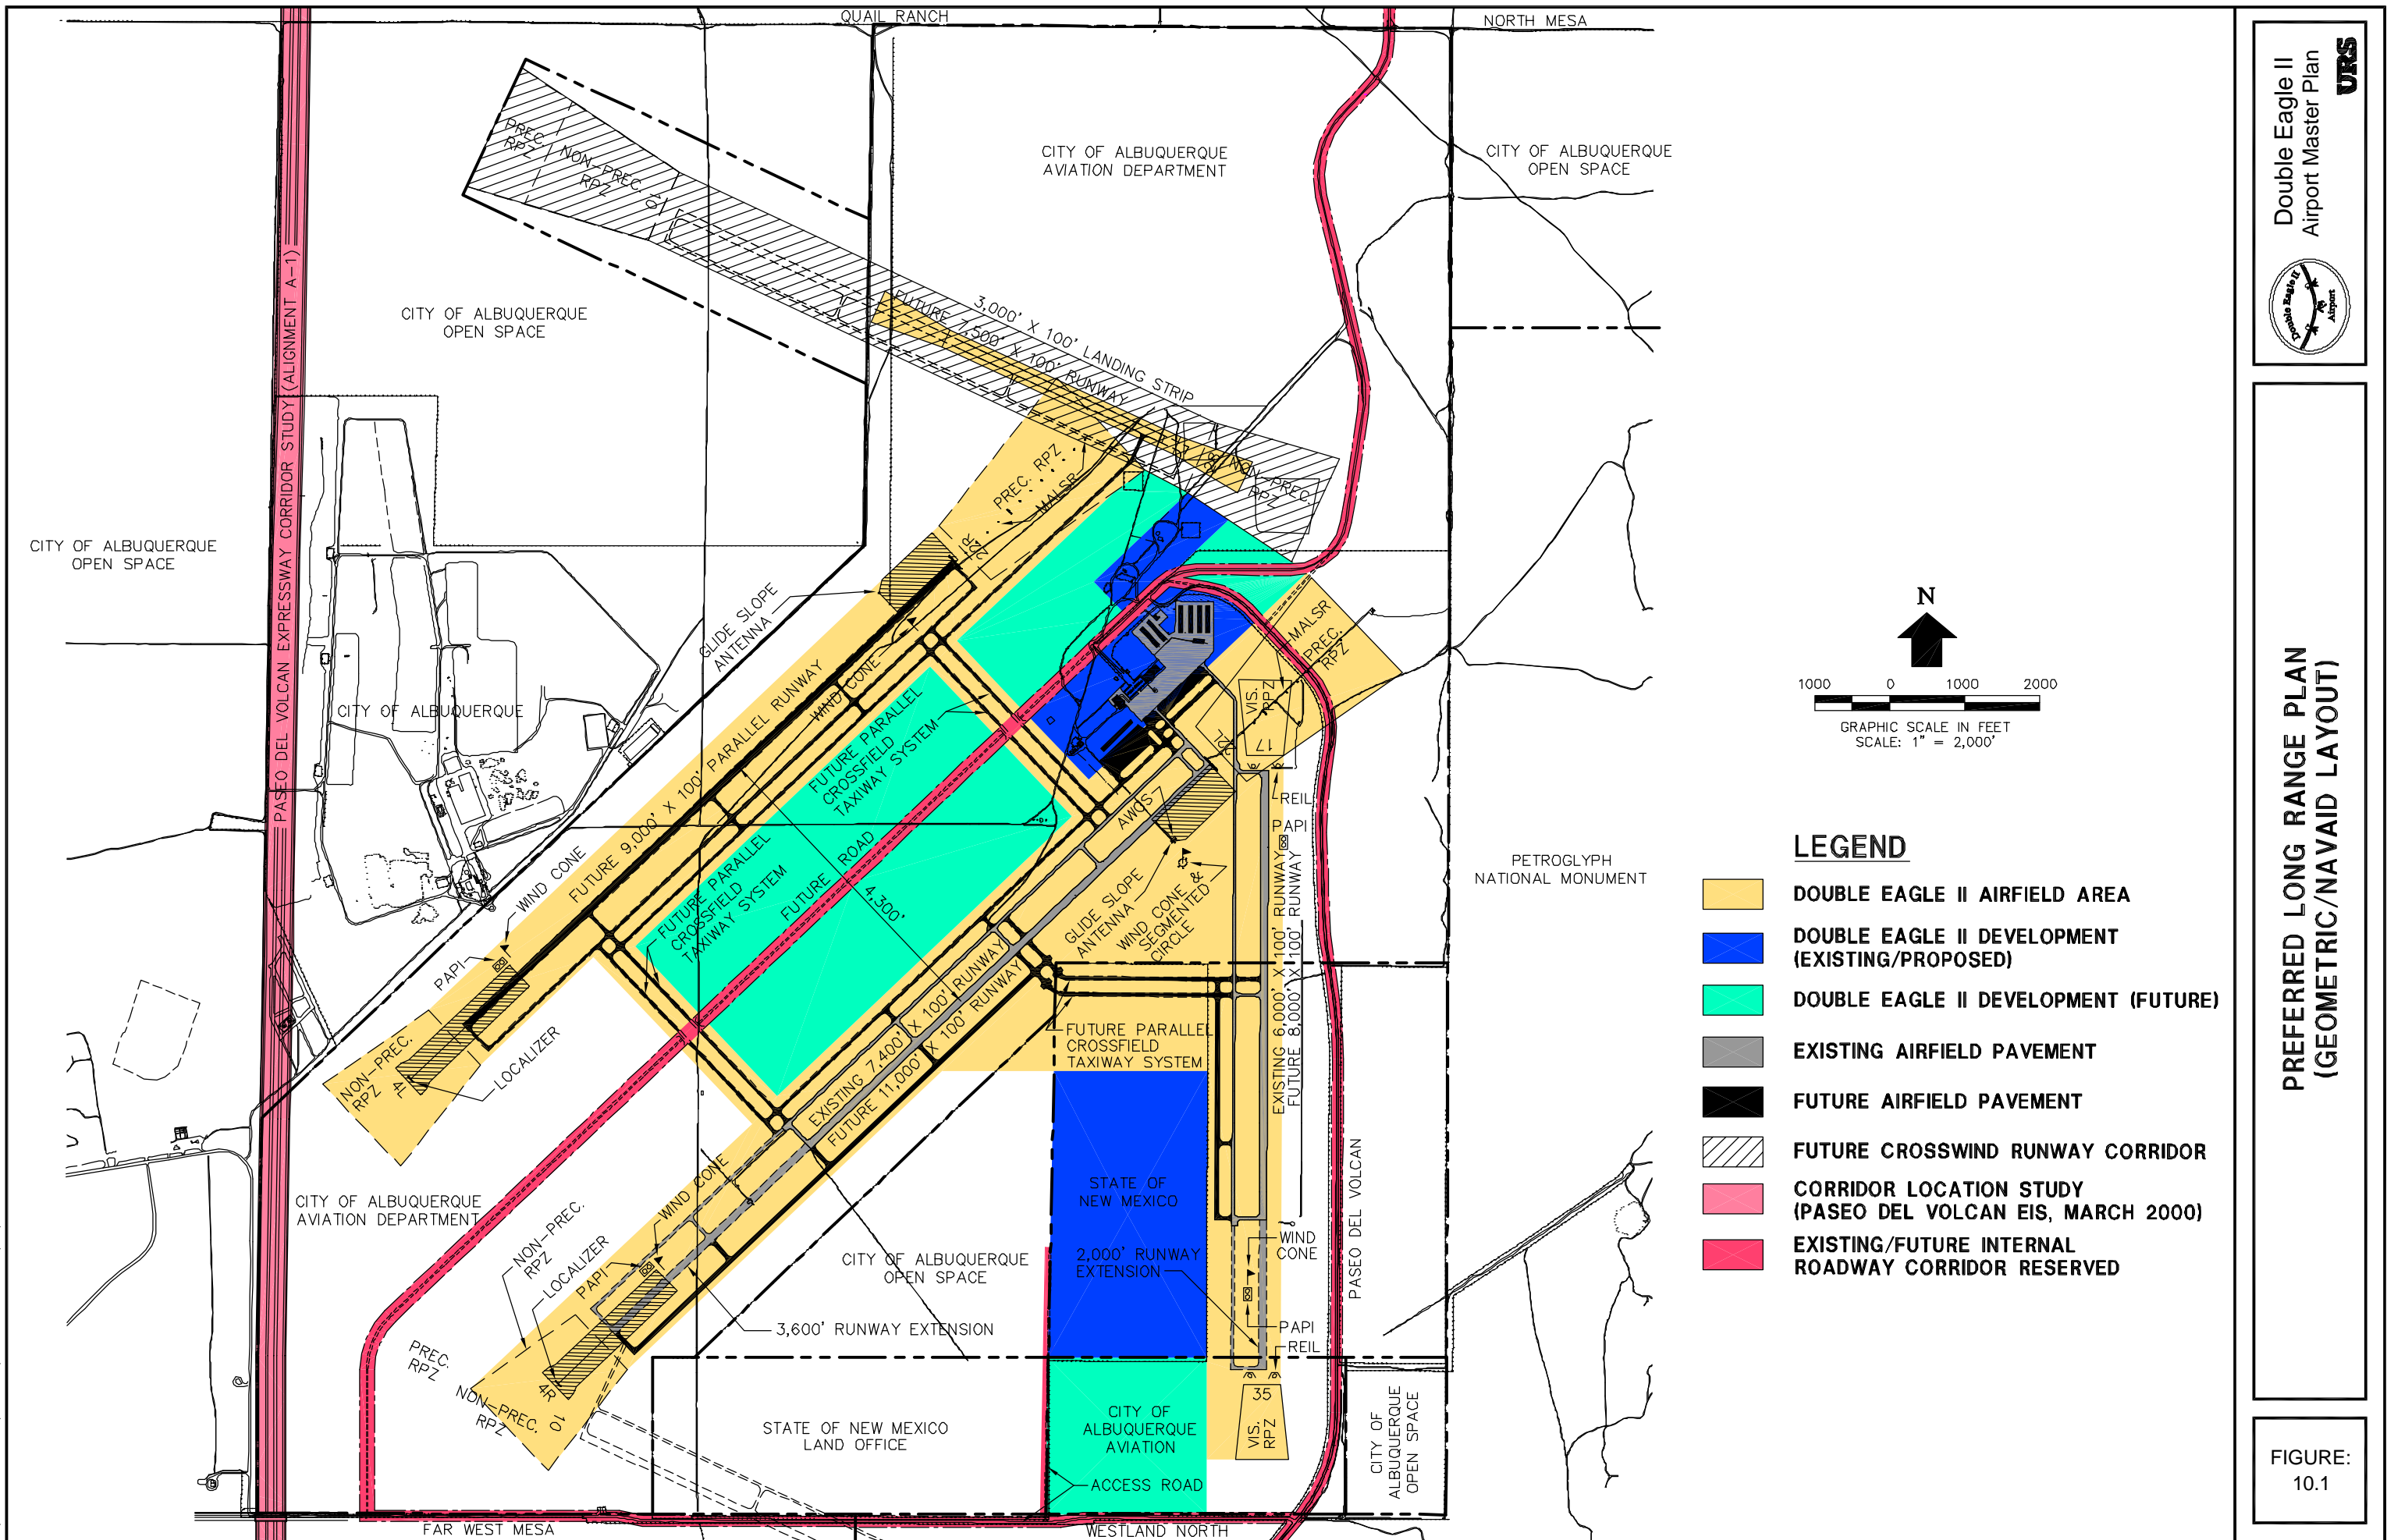 QUAIL RANCH
NORTH MESA
PREC.
RPZ
NON-PREC.
RPZ
CITY OF ALBUQUERQUE
AVIATION DEPARTMENT
CITY OF ALBUQUERQUE
OPEN SPACE
CITY OF ALBUQUERQUE
OPEN SPACE
3,000' X 100' LANDING STRIP
FUTURE 7,500' X 100' RUNWAY
PASEO DEL VOLCAN EXPRESSWAY CORRIDOR STUDY (ALIGNMENT A-1)
CITY OF ALBUQUERQUE
OPEN SPACE
PREC. RPZ
MALSR
NON-PREC.
RPZ
22R
GLIDE SLOPE
ANTENNA
WIND CONE
MALSR
PREC.
RPZ
VIS.
RPZ
17
22L
CITY OF ALBUQUERQUE
FUTURE 9,000' X 100' PARALLEL RUNWAY
FUTURE PARALLEL
CROSSFIELD
TAXIWAY SYSTEM
REIL
PAPI
AWOS
WIND CONE
FUTURE PARALLEL
CROSSFIELD
TAXIWAY SYSTEM
FUTURE ROAD
4,300'
GLIDE SLOPE
ANTENNA
WIND CONE &
SEGMENTED
CIRCLE
EXISTING 6,000' X 100' RUNWAY
FUTURE 8,000' X 100' RUNWAY
PETROGLYPH
NATIONAL MONUMENT
PAPI
LOCALIZER
NON-PREC.
RPZ
4L
EXISTING 7,400' X 100' RUNWAY
FUTURE 11,000' X 100' RUNWAY
FUTURE PARALLEL
CROSSFIELD
TAXIWAY SYSTEM
CITY OF ALBUQUERQUE
AVIATION DEPARTMENT
WIND CONE
NON-PREC.
RPZ
LOCALIZER
PAPI
STATE OF
NEW MEXICO
PASEO DEL VOLCAN
2,000' RUNWAY
EXTENSION
WIND
CONE
CITY OF ALBUQUERQUE
OPEN SPACE
3,600' RUNWAY EXTENSION
PAPI
REIL
PREC.
RPZ
NON-PREC.
RPZ
4R
10
35
VIS.
RPZ
STATE OF NEW MEXICO
LAND OFFICE
CITY OF
ALBUQUERQUE
AVIATION
ACCESS ROAD
CITY OF
ALBUQUERQUE
OPEN SPACE
FAR WEST MESA
WESTLAND NORTH
N
1000 0 1000 2000
GRAPHIC SCALE IN FEET
SCALE: 1" = 2,000'
LEGEND
DOUBLE EAGLE II AIRFIELD AREA
DOUBLE EAGLE II DEVELOPMENT
(EXISTING/PROPOSED)
DOUBLE EAGLE II DEVELOPMENT (FUTURE)
EXISTING AIRFIELD PAVEMENT
FUTURE AIRFIELD PAVEMENT
FUTURE CROSSWIND RUNWAY CORRIDOR
CORRIDOR LOCATION STUDY
(PASEO DEL VOLCAN EIS, MARCH 2000)
EXISTING/FUTURE INTERNAL
ROADWAY CORRIDOR RESERVED
Double Eagle II
Airport Master Plan
URS
Double Eagle II
Airport
PREFERRED LONG RANGE PLAN
(GEOMETRIC/NAVAID LAYOUT)
FIGURE:
10.1